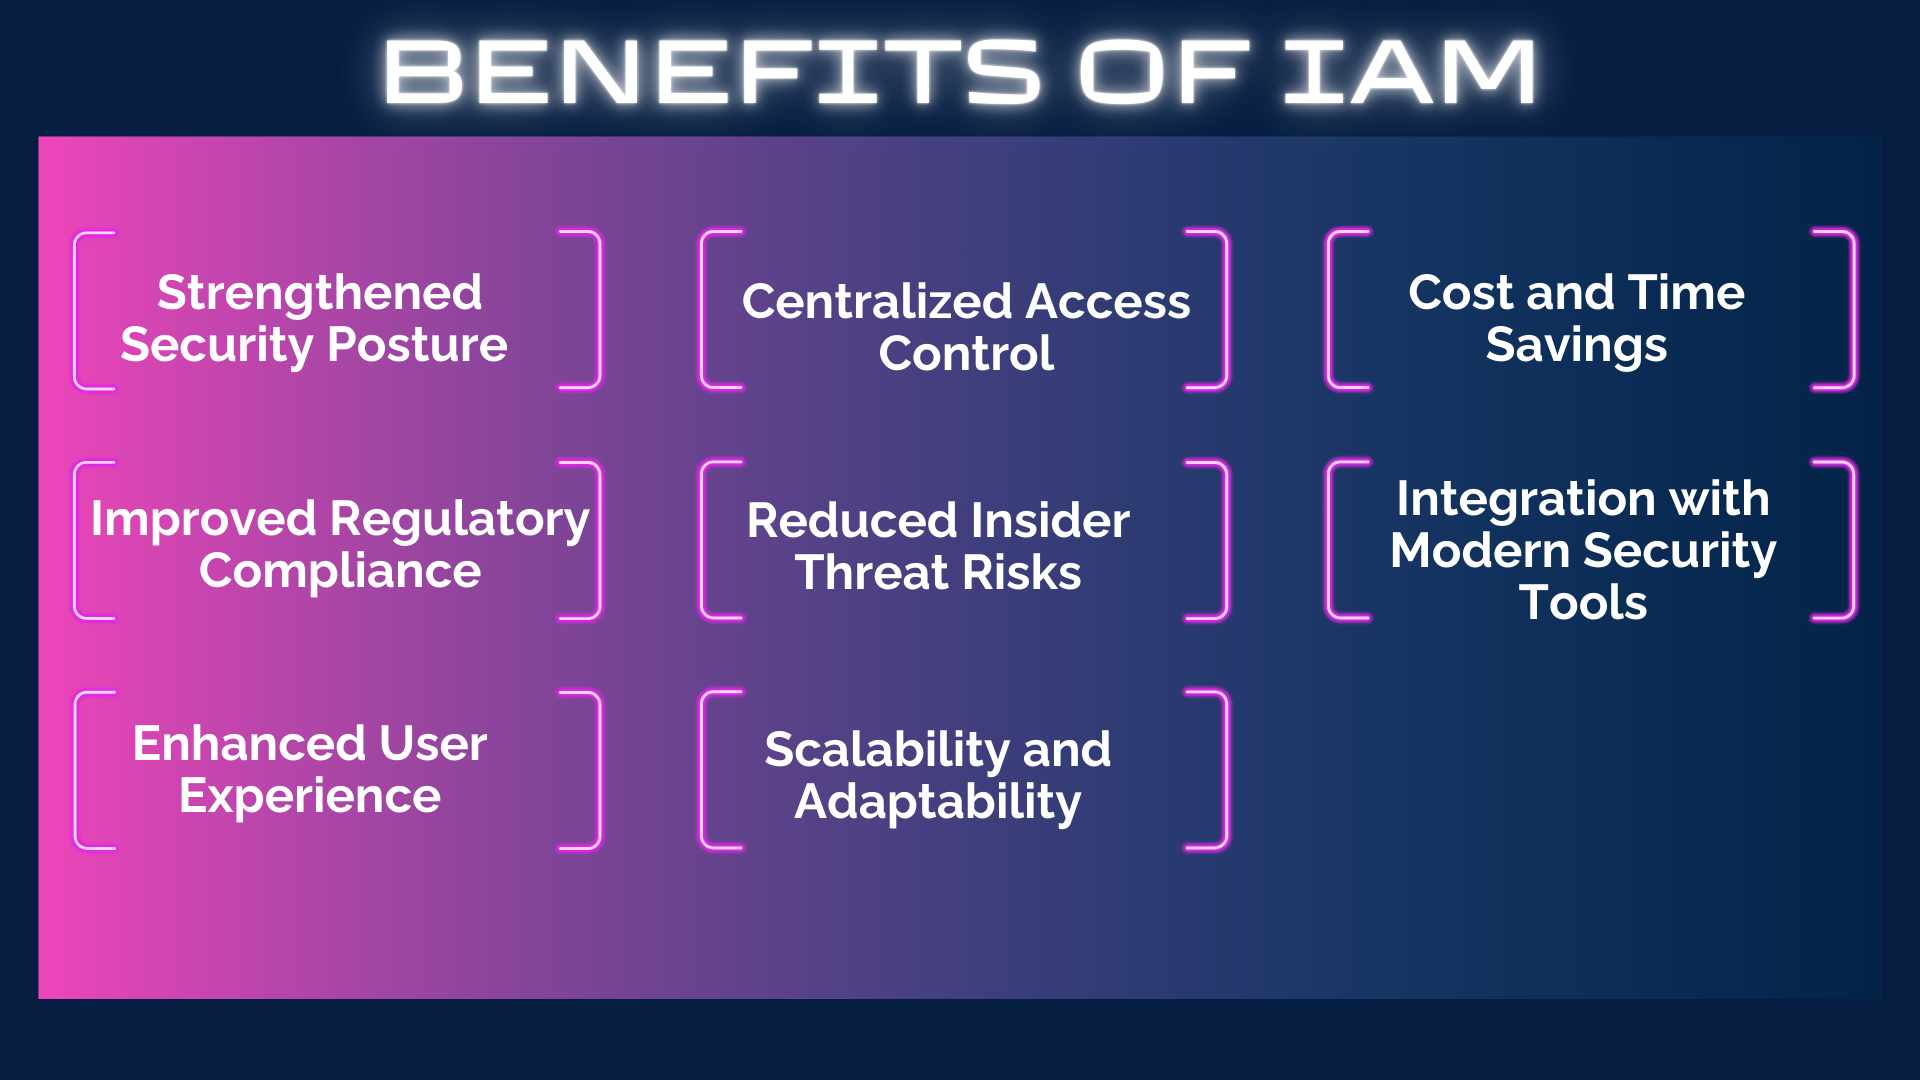 BENEFITS OF IAM
Strengthened
Security Posture
Centralized Access
Control
Cost and Time
Savings
Improved Regulatory
Compliance
Reduced Insider
Threat Risks
Integration with
Modern Security
Tools
Enhanced User
Experience
Scalability and
Adaptability